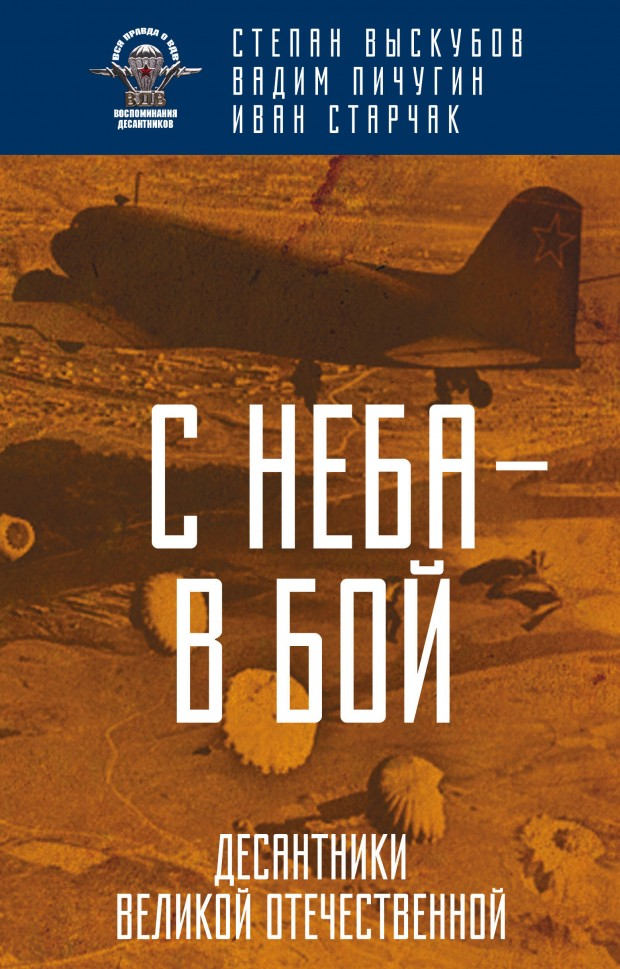 ВСЯ ПРАВДА О ВДВ
ВДВ
ВОСПОМИНАНИЯ
ДЕСАНТНИКОВ
СТЕПАН ВЫСКУБОВ
ВАДИМ ПИЧУГИН
ИВАН СТАРЧАК
С НЕБА –
В БОЙ
ДЕСАНТНИКИ
ВЕЛИКОЙ ОТЕЧЕСТВЕННОЙ